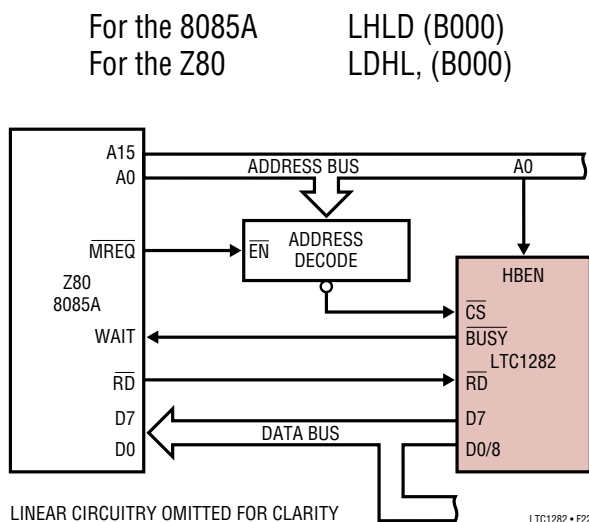 For the 8085A LHLD (B000)
For the Z80 LDHL, (B000)
A15
A0
ADDRESS BUS
A0
MREQ
EN
ADDRESS
DECODE
HBEN
Z80
8085A
CS
WAIT
BUSY
LTC1282
RD
RD
D7
D7
D0
DATA BUS
D0/8
LINEAR CIRCUITRY OMITTED FOR CLARITY
LTC1282 • F22